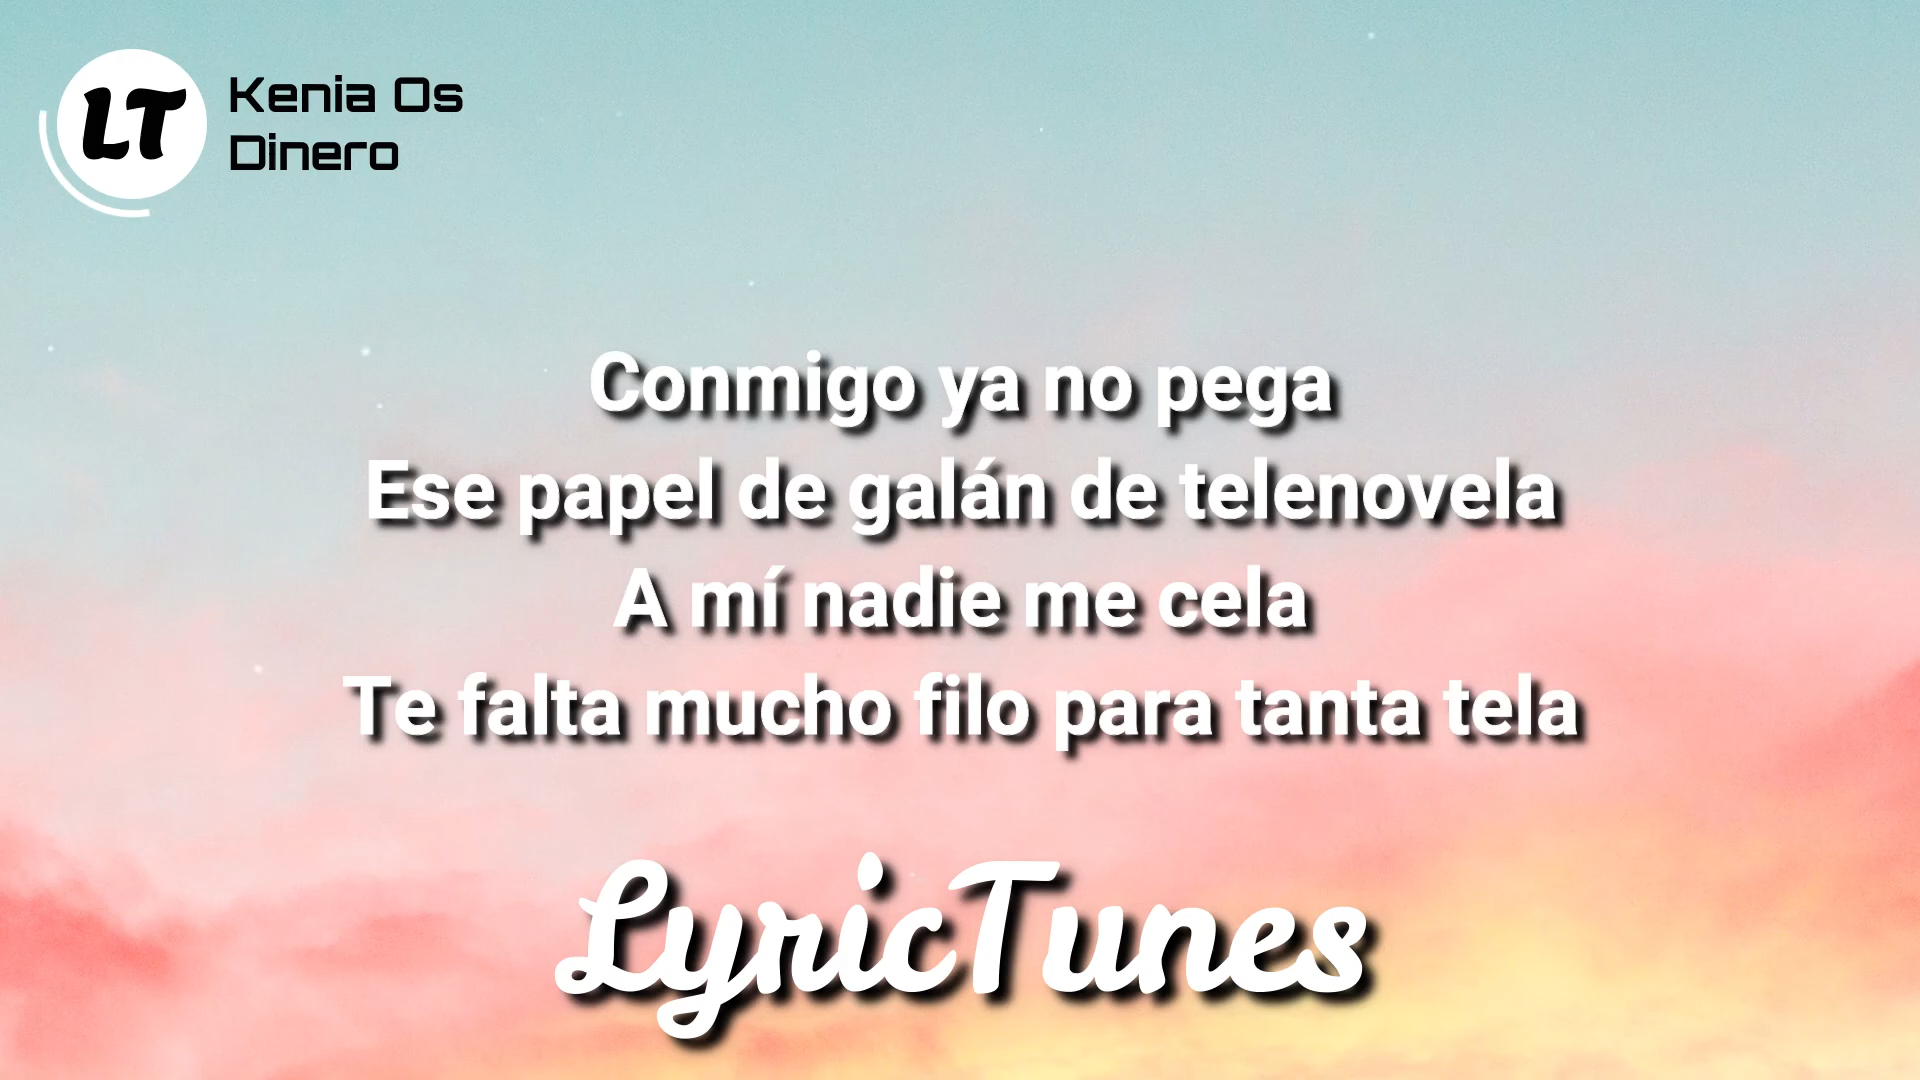 LT
Kenia Os
Dinero
Conmigo ya no pega
Ese papel de galán de telenovela
A mí nadie me cela
Te falta mucho filo para tanta tela
LyricTunes